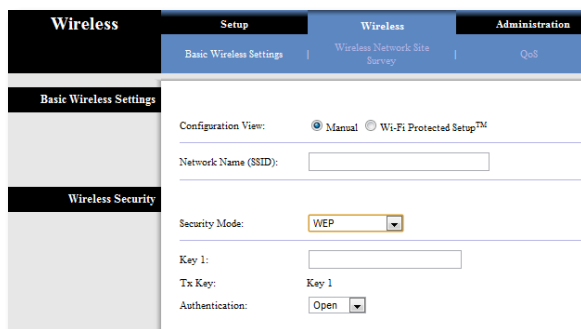 Wireless
Setup Wireless Administration
Basic Wireless Settings | Wireless Network Site Survey | QoS
Basic Wireless Settings
Configuration View: Manual Wi-Fi Protected Setup™
Network Name (SSID):
Wireless Security
Security Mode: WEP
Key 1:
Tx Key: Key 1
Authentication: Open